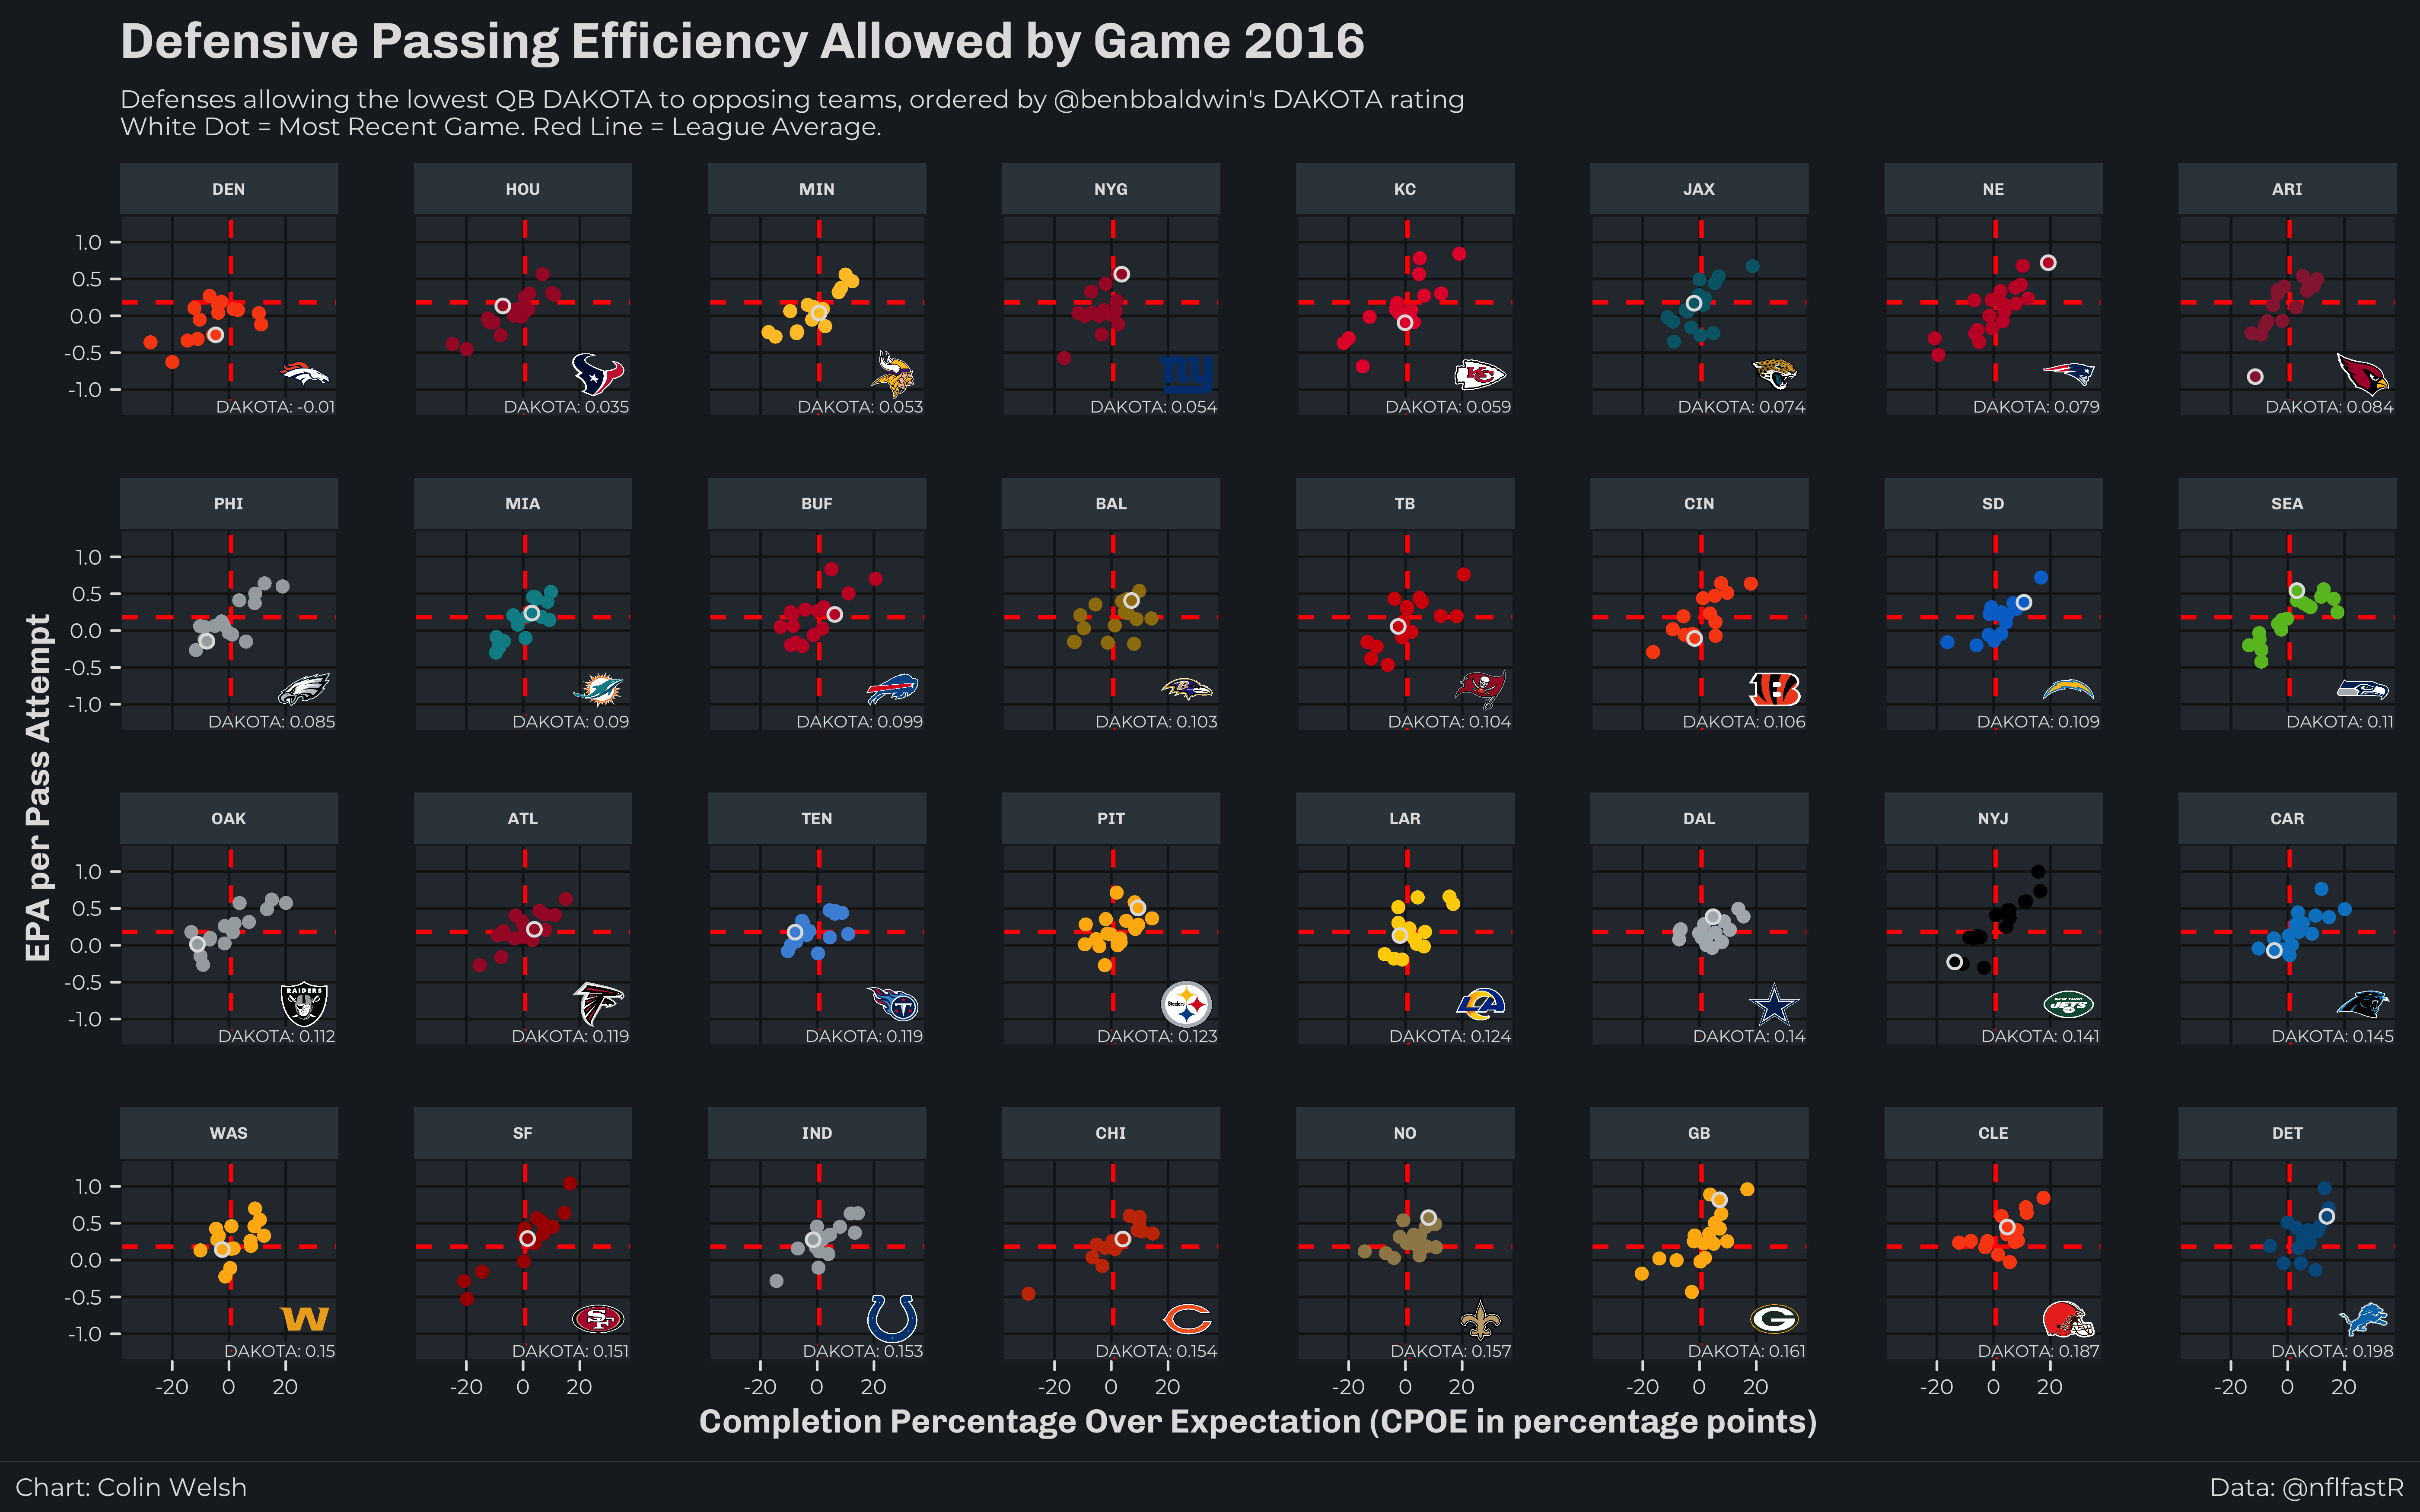 Defensive Passing Efficiency Allowed by Game 2016
Defenses allowing the lowest QB DAKOTA to opposing teams, ordered by @benbbaldwin's DAKOTA rating
White Dot = Most Recent Game. Red Line = League Average.
EPA per Pass Attempt
DEN HOU MIN NYG KC JAX NE ARI
1.0
0.5
0.0
-0.5
-1.0
ny
KC
DAKOTA: -0.01 DAKOTA: 0.035 DAKOTA: 0.053 DAKOTA: 0.054 DAKOTA: 0.059 DAKOTA: 0.074 DAKOTA: 0.079 DAKOTA: 0.084
PHI MIA BUF BAL TB CIN SD SEA
1.0
0.5
0.0
-0.5
-1.0
B
DAKOTA: 0.085 DAKOTA: 0.09 DAKOTA: 0.099 DAKOTA: 0.103 DAKOTA: 0.104 DAKOTA: 0.106 DAKOTA: 0.109 DAKOTA: 0.11
OAK ATL TEN PIT LAR DAL NYJ CAR
1.0
0.5
0.0
-0.5
-1.0
RAIDERS
T
Steelers
NEW YORK
JETS
DAKOTA: 0.112 DAKOTA: 0.119 DAKOTA: 0.119 DAKOTA: 0.123 DAKOTA: 0.124 DAKOTA: 0.14 DAKOTA: 0.141 DAKOTA: 0.145
WAS SF IND CHI NO GB CLE DET
1.0
0.5
0.0
-0.5
-1.0
W
SF
C
G
DAKOTA: 0.15 DAKOTA: 0.151 DAKOTA: 0.153 DAKOTA: 0.154 DAKOTA: 0.157 DAKOTA: 0.161 DAKOTA: 0.187 DAKOTA: 0.198
-20 0 20 -20 0 20 -20 0 20 -20 0 20 -20 0 20 -20 0 20 -20 0 20 -20 0 20
Completion Percentage Over Expectation (CPOE in percentage points)
Chart: Colin Welsh
Data: @nflfastR